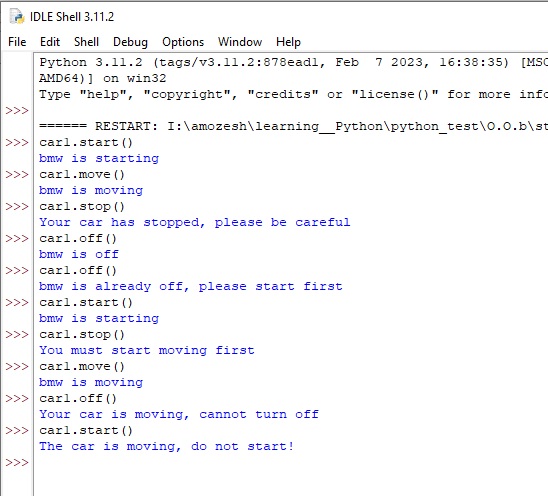 IDLE Shell 3.11.2
File Edit Shell Debug Options Window Help
Python 3.11.2 (tags/v3.11.2:878ead1, Feb  7 2023, 16:38:35) [MSC
AMD64)] on win32
Type "help", "copyright", "credits" or "license()" for more info
>>>
====== RESTART: I:\amozesh\learning__Python\python_test\O.O.b\st
>>> car1.start()
bmw is starting
>>> car1.move()
bmw is moving
>>> car1.stop()
Your car has stopped, please be careful
>>> car1.off()
bmw is off
>>> car1.off()
bmw is already off, please start first
>>> car1.start()
bmw is starting
>>> car1.stop()
You must start moving first
>>> car1.move()
bmw is moving
>>> car1.off()
Your car is moving, cannot turn off
>>> car1.start()
The car is moving, do not start!
>>>